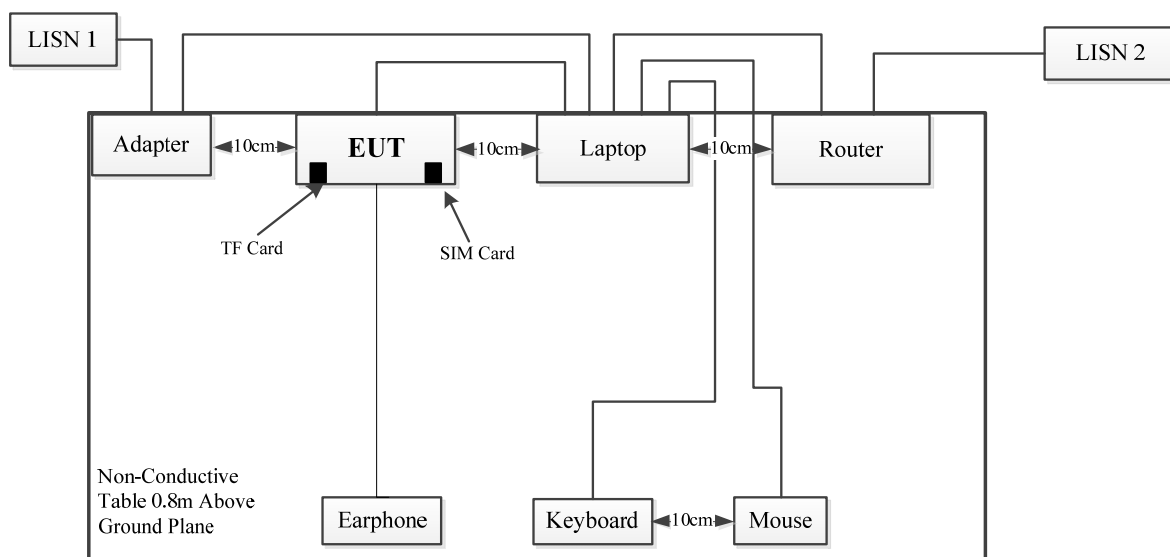 LISN 1
LISN 2
Adapter
10cm
EUT
10cm
Laptop
10cm
Router
TF Card
SIM Card
Non-Conductive
Table 0.8m Above
Ground Plane
Earphone
Keyboard
10cm
Mouse